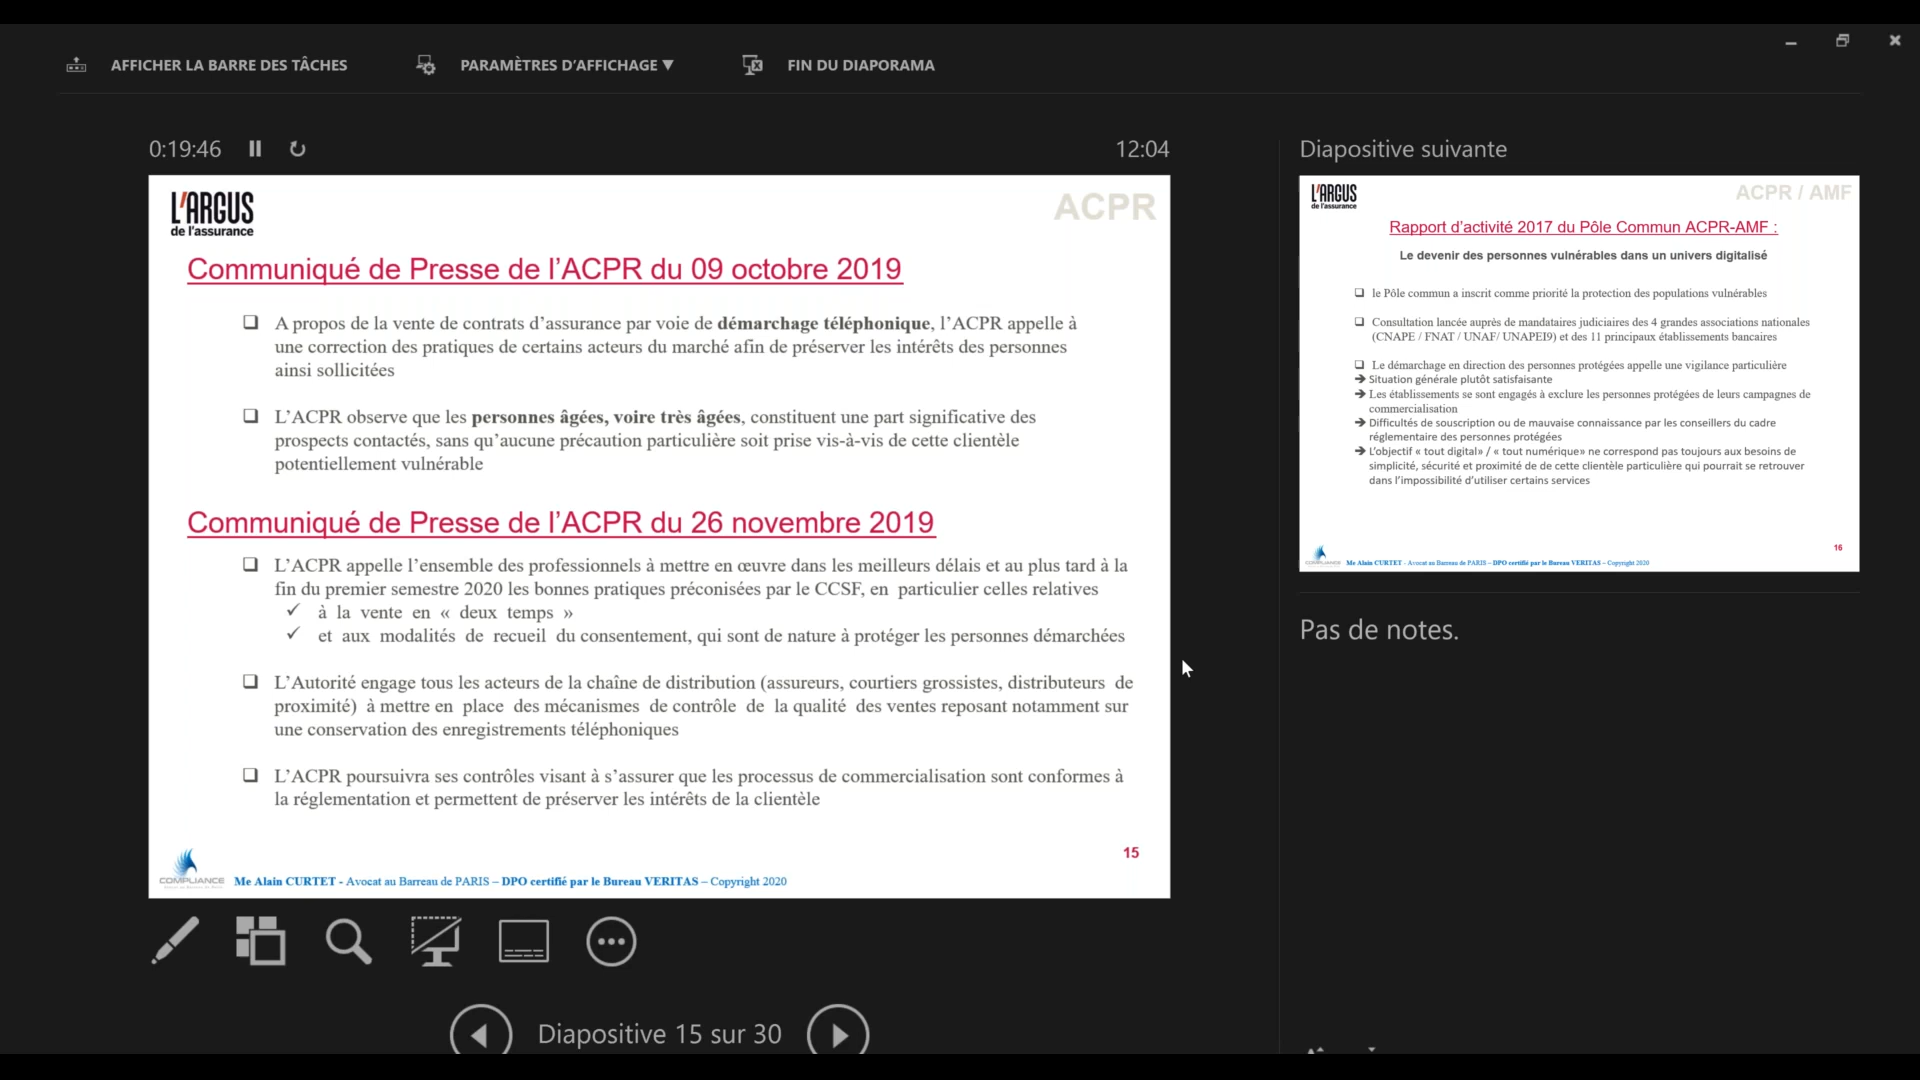 AFFICHER LA BARRE DES TÂCHES
PARAMÈTRES D'AFFICHAGE ▼
FIN DU DIAPORAMA
0:19:46
12:04
L'ARGUS
de l'assurance
ACPR
Communiqué de Presse de l'ACPR du 09 octobre 2019
A propos de la vente de contrats d'assurance par voie de démarchage téléphonique, l'ACPR appelle à
une correction des pratiques de certains acteurs du marché afin de préserver les intérêts des personnes
ainsi sollicitées
L'ACPR observe que les personnes âgées, voire très âgées, constituent une part significative des
prospects contactés, sans qu'aucune précaution particulière soit prise vis-à-vis de cette clientèle
potentiellement vulnérable
Communiqué de Presse de l'ACPR du 26 novembre 2019
L'ACPR appelle l'ensemble des professionnels à mettre en œuvre dans les meilleurs délais et au plus tard à la
fin du premier semestre 2020 les bonnes pratiques préconisées par le CCSF, en particulier celles relatives
✓ à la vente en « deux temps »
✓ et aux modalités de recueil du consentement, qui sont de nature à protéger les personnes démarchées
L'Autorité engage tous les acteurs de la chaîne de distribution (assureurs, courtiers grossistes, distributeurs de
proximité) à mettre en place des mécanismes de contrôle de la qualité des ventes reposant notamment sur
une conservation des enregistrements téléphoniques
L'ACPR poursuivra ses contrôles visant à s'assurer que les processus de commercialisation sont conformes à
la réglementation et permettent de préserver les intérêts de la clientèle
15
COMPLIANCE
Me Alain CURTET - Avocat au Barreau de PARIS – DPO certifié par le Bureau VERITAS – Copyright 2020
Diapositive 15 sur 30
Diapositive suivante
L'ARGUS
de l'assurance
ACPR / AMF
Rapport d'activité 2017 du Pôle Commun ACPR-AMF :
Le devenir des personnes vulnérables dans un univers digitalisé
le Pôle commun a inscrit comme priorité la protection des populations vulnérables
Consultation lancée auprès de mandataires judiciaires des 4 grandes associations nationales
(CNAPE / FNAT / UNAF/ UNAPEI9) et des 11 principaux établissements bancaires
Le démarchage en direction des personnes protégées appelle une vigilance particulière
➔ Situation générale plutôt satisfaisante
➔ Les établissements se sont engagés à exclure les personnes protégées de leurs campagnes de
commercialisation
➔ Difficultés de souscription ou de mauvaise connaissance par les conseillers du cadre
réglementaire des personnes protégées
➔ L'objectif « tout digital» / « tout numérique» ne correspond pas toujours aux besoins de
simplicité, sécurité et proximité de de cette clientèle particulière qui pourrait se retrouver
dans l'impossibilité d'utiliser certains services
16
COMPLIANCE
Me Alain CURTET - Avocat au Barreau de PARIS – DPO certifié par le Bureau VERITAS – Copyright 2020
Pas de notes.